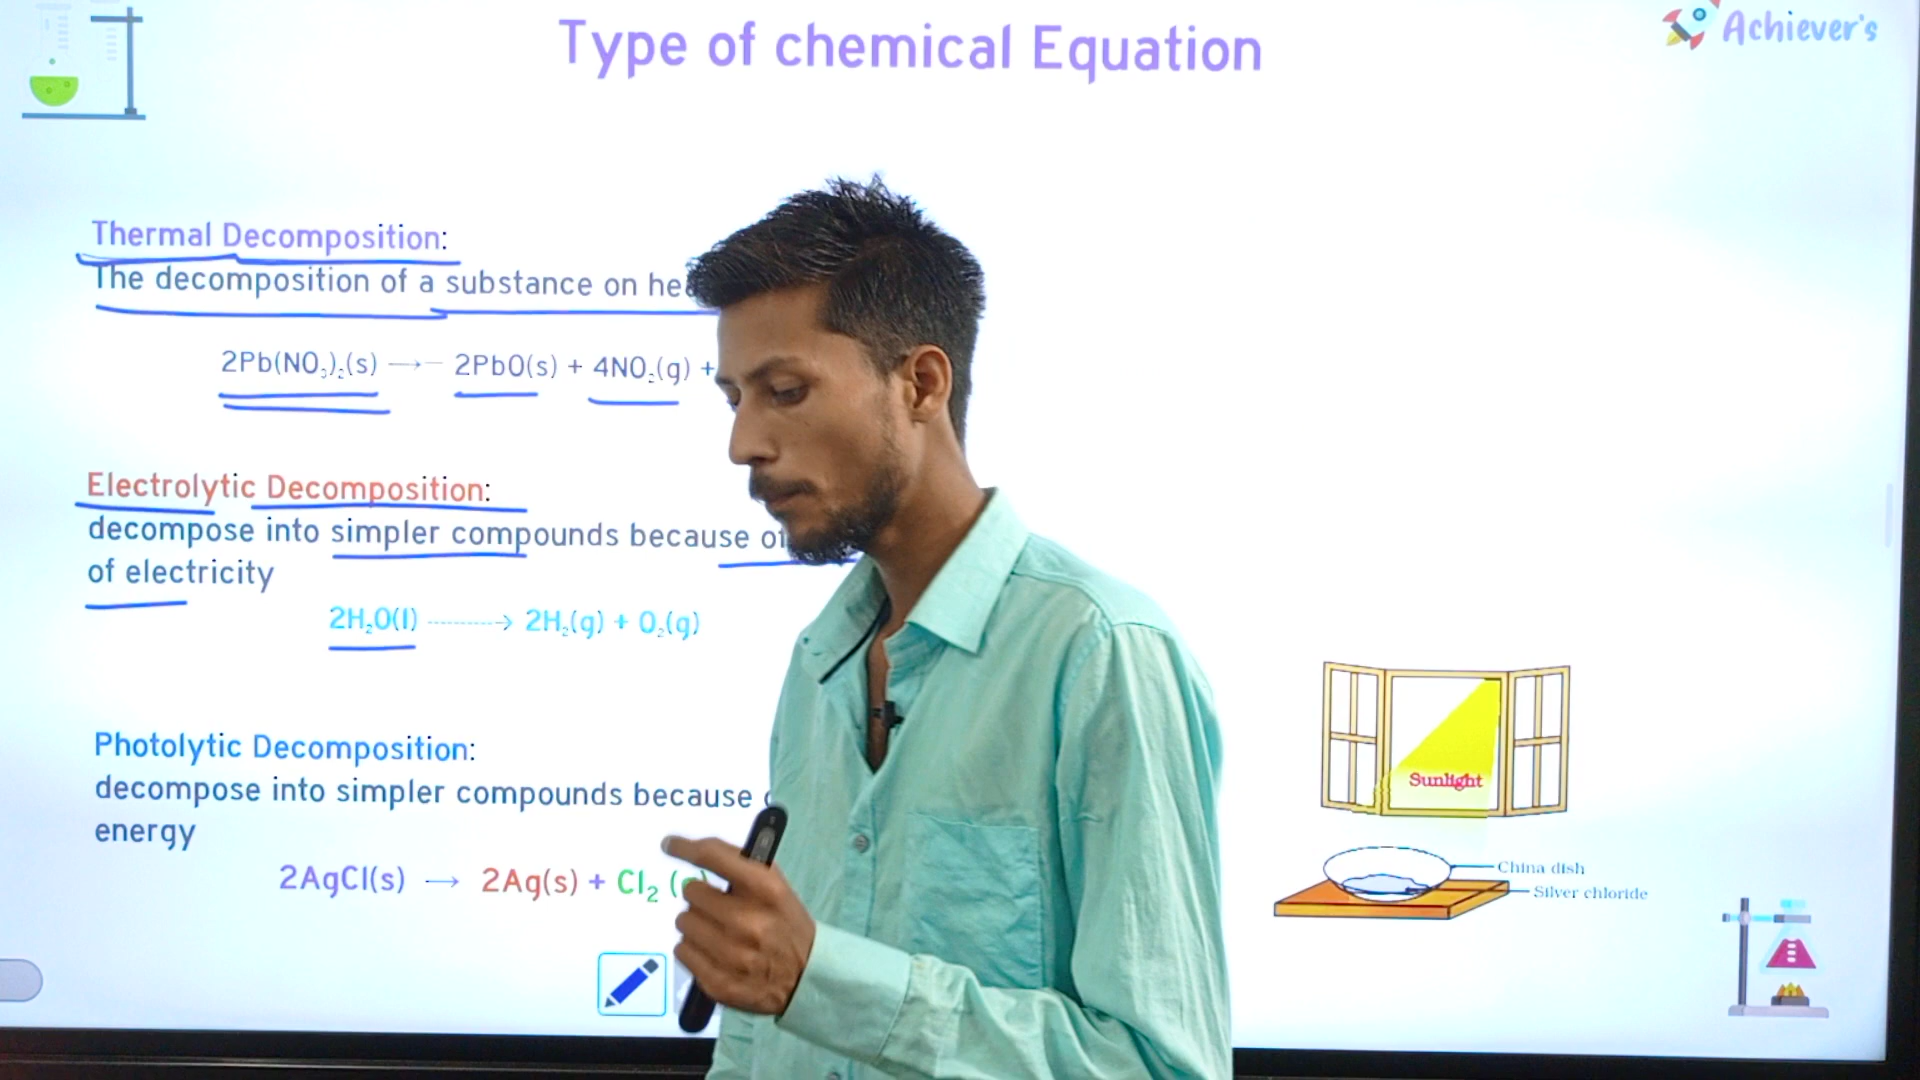 Type of chemical Equation
Achiever's
Thermal Decomposition:
The decomposition of a substance on
2Pb(NO₃)₂(s) → 2PbO(s) + 4NO₂(g) +
Electrolytic Decomposition:
decompose into simpler compounds because of
of electricity
2H₂O(l) ----------> 2H₂(g) + O₂(g)
Photolytic Decomposition:
decompose into simpler compounds because
energy
2AgCl(s) → 2Ag(s) + Cl₂
Sunlight
China dish
Silver chloride